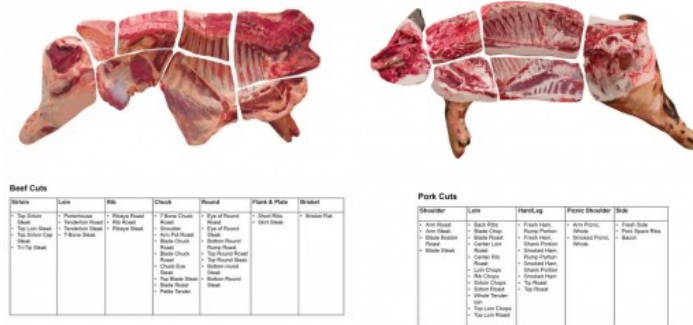 Beef Cuts
Sirloin Loin Rib Chuck Round Flank & Plate Brisket
• Top Sirloin Steak
• Top Loin Steak
• Top Sirloin Cap Steak
• Tri-Tip Steak
• Porterhouse
• Tenderloin Roast
• Tenderloin Steak
• T-Bone Steak
• Ribeye Roast
• Rib Roast
• Ribeye Steak
• 7 Bone Chuck Roast
• Shoulder
• Arm Pot Roast
• Blade Chuck Roast
• Blade Chuck Roast
• Chuck Eye Steak
• Top Blade Steak
• Blade Roast
• Petite Tender
• Eye of Round Roast
• Eye of Round Steak
• Bottom Round Rump Roast
• Top Round Roast
• Top Round Steak
• Bottom round Steak
• Bottom Round Steak
• Short Ribs
• Skirt Steak
• Brisket Flat
Pork Cuts
Shoulder Loin Ham/Leg Picnic Shoulder Side
• Arm Roast
• Arm Steak
• Blade Boston Roast
• Blade Steak
• Back Ribs
• Blade Chop
• Blade Roast
• Center Loin Roast
• Center Rib Roast
• Loin Chops
• Rib Chops
• Sirloin Chops
• Sirloin Roast
• Whole Tenderloin
• Top Loin Chops
• Top Loin Roast
• Fresh Ham, Rump Portion
• Fresh Ham, Shank Portion
• Smoked Ham, Rump Portion
• Smoked Ham, Shank Portion
• Smoked Ham
• Tip Roast
• Top Roast
• Arm Picnic, Whole
• Smoked Picnic, Whole
• Fresh Side
• Pork Spare Ribs
• Bacon